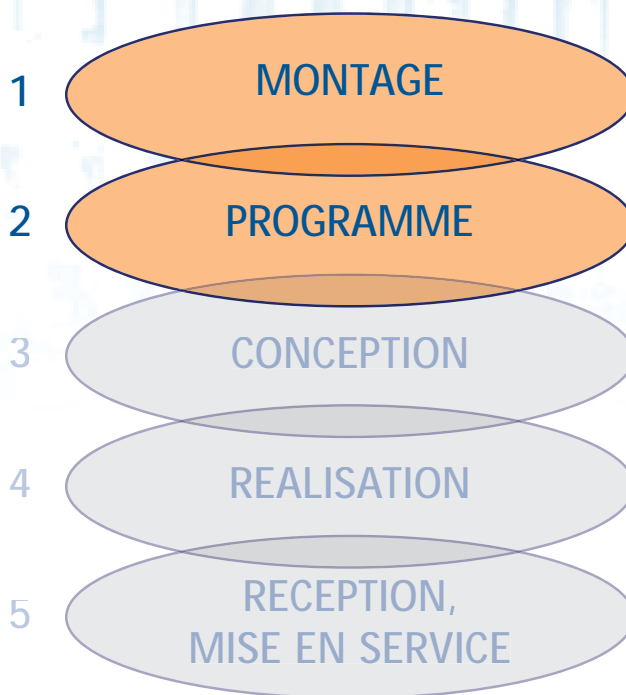 1 MONTAGE
2 PROGRAMME
3 CONCEPTION
4 REALISATION
5 RECEPTION,
MISE EN SERVICE